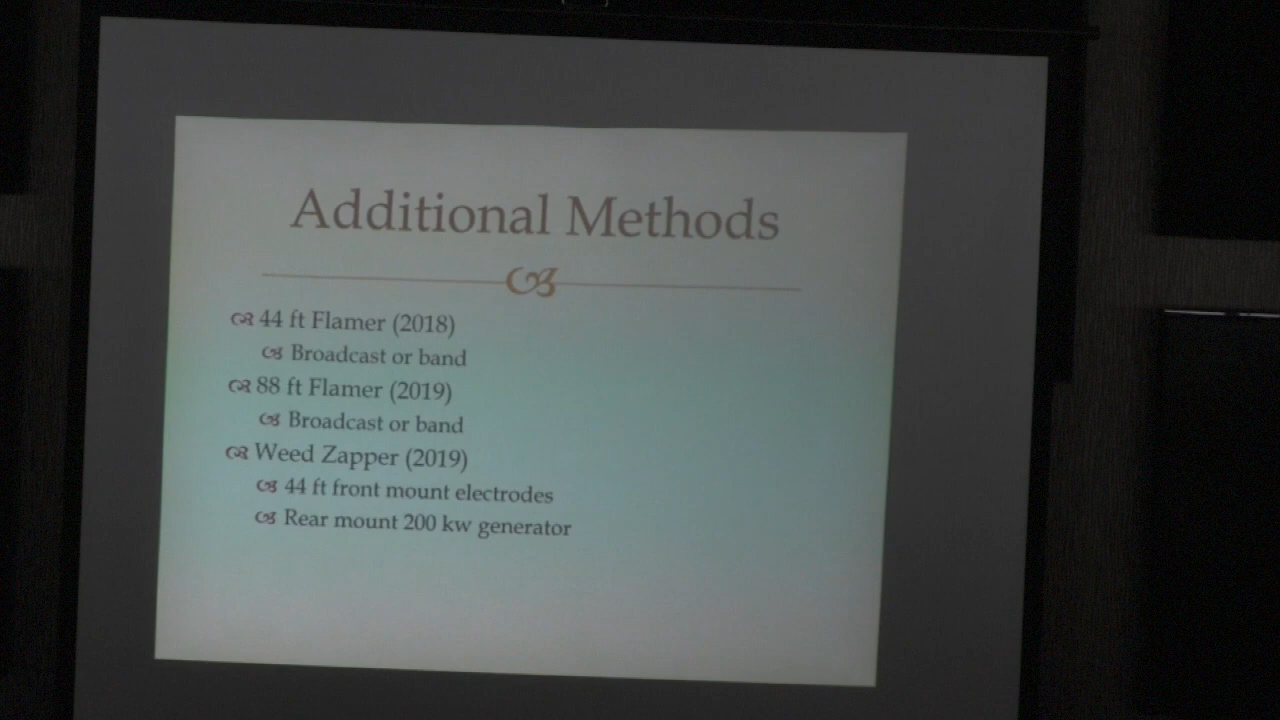 Additional Methods
44 ft Flamer (2018)
Broadcast or band
88 ft Flamer (2019)
Broadcast or band
Weed Zapper (2019)
44 ft front mount electrodes
Rear mount 200 kw generator